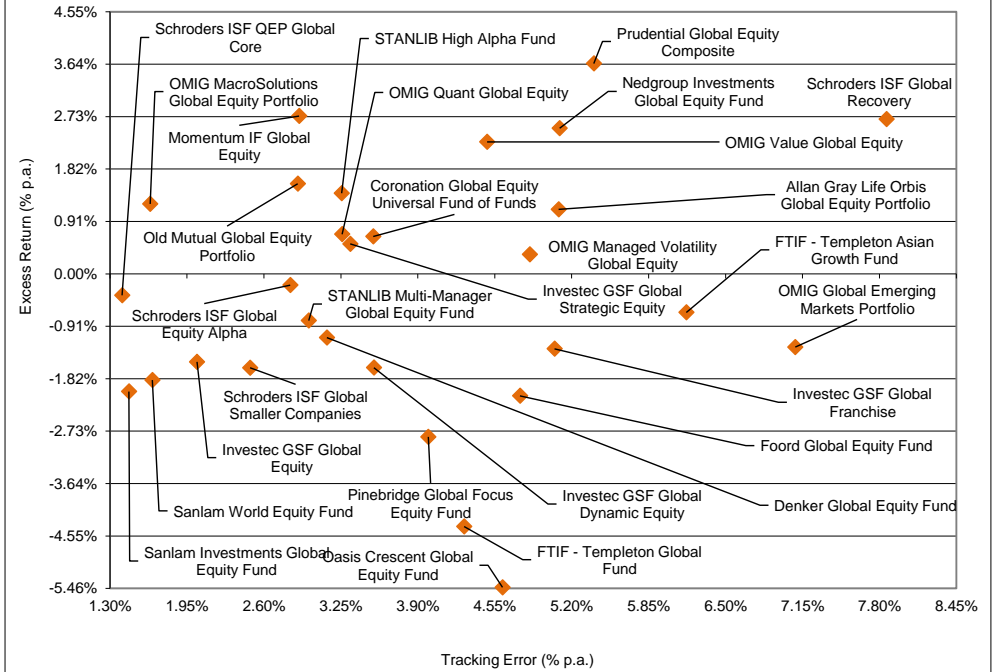 4.55%
3.64%
2.73%
1.82%
0.91%
0.00%
-0.91%
-1.82%
-2.73%
-3.64%
-4.55%
-5.46%
Excess Return (% p.a.)
Schroders ISF QEP Global
Core
STANLIB High Alpha Fund
Prudential Global Equity
Composite
OMIG MacroSolutions
Global Equity Portfolio
OMIG Quant Global Equity
Nedgroup Investments
Global Equity Fund
Schroders ISF Global
Recovery
Momentum IF Global
Equity
OMIG Value Global Equity
Coronation Global Equity
Universal Fund of Funds
Allan Gray Life Orbis
Global Equity Portfolio
Old Mutual Global Equity
Portfolio
OMIG Managed Volatility
Global Equity
FTIF - Templeton Asian
Growth Fund
Schroders ISF Global
Equity Alpha
STANLIB Multi-Manager
Global Equity Fund
Investec GSF Global
Strategic Equity
OMIG Global Emerging
Markets Portfolio
Schroders ISF Global
Smaller Companies
Investec GSF Global
Franchise
Investec GSF Global
Equity
Foord Global Equity Fund
Sanlam World Equity Fund
Pinebridge Global Focus
Equity Fund
Investec GSF Global
Dynamic Equity
Denker Global Equity Fund
Sanlam Investments Global
Equity Fund
Oasis Crescent Global
Equity Fund
FTIF - Templeton Global
Fund
1.30%
1.95%
2.60%
3.25%
3.90%
4.55%
5.20%
5.85%
6.50%
7.15%
7.80%
8.45%
Tracking Error (% p.a.)